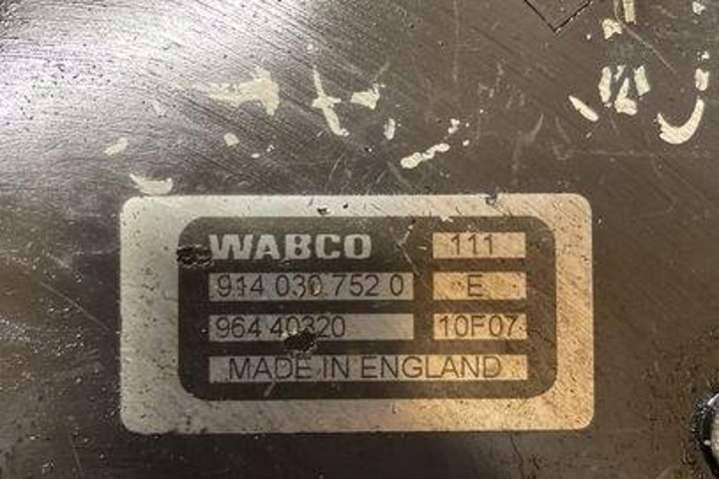 WABCO 111
914 030 752 0 E
964 40320 10F07
MADE IN ENGLAND